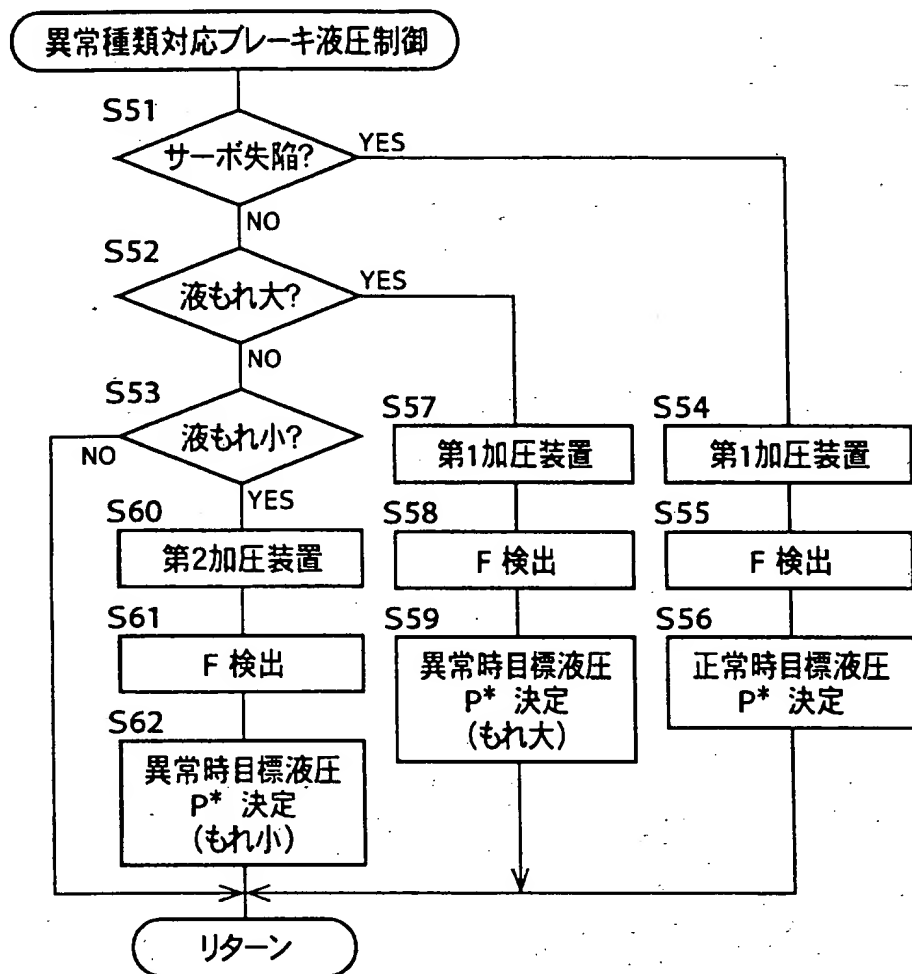 異常種類対応ブレーキ液圧制御
S51
サーボ失陥?
YES
NO
S52
液もれ大?
YES
NO
S53
液もれ小?
NO
YES
S57
第1加圧装置
S54
第1加圧装置
S58
F 検出
S55
F 検出
S60
第2加圧装置
S61
F 検出
S59
異常時目標液圧
P* 決定
(もれ大)
S56
正常時目標液圧
P* 決定
S62
異常時目標液圧
P* 決定
(もれ小)
リターン